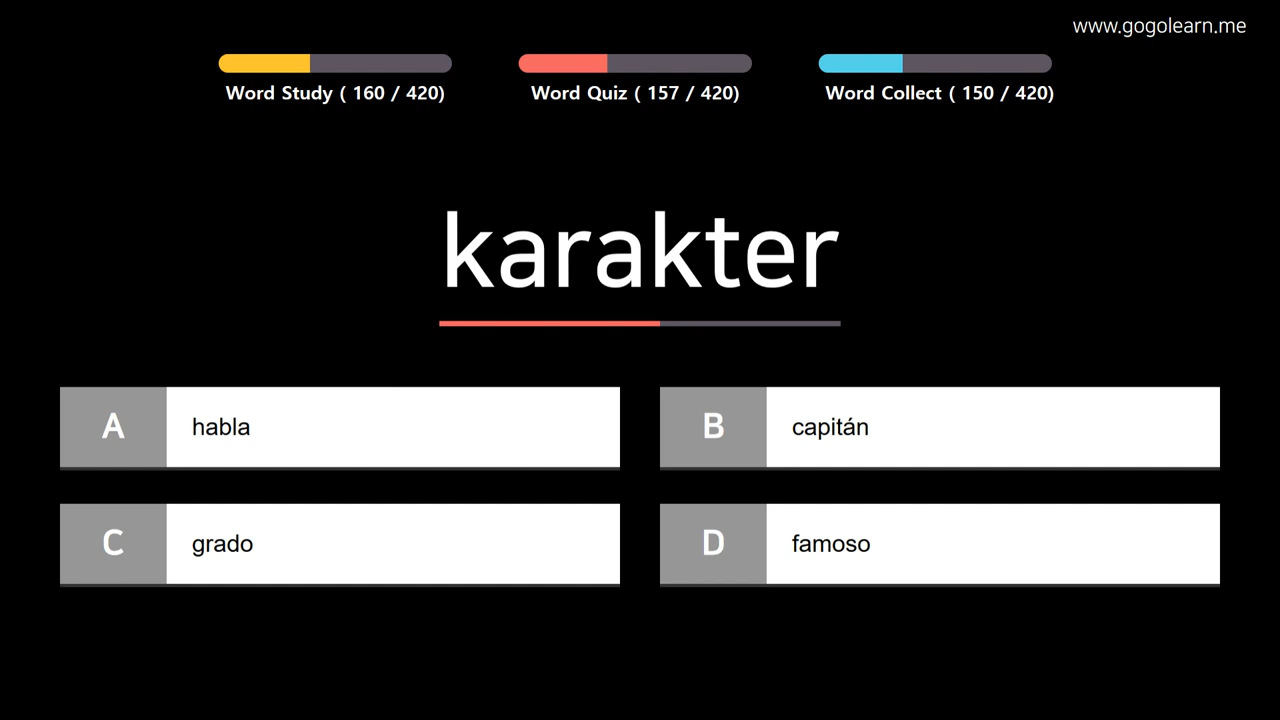 www.gogolearn.me
Word Study ( 160 / 420)
Word Quiz ( 157 / 420)
Word Collect ( 150 / 420)
karakter
A habla
B capitán
C grado
D famoso